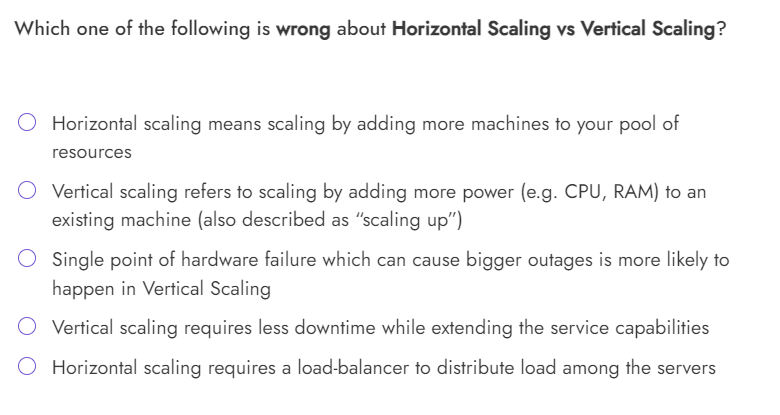 Which one of the following is wrong about Horizontal Scaling vs Vertical Scaling?
Horizontal scaling means scaling by adding more machines to your pool of
resources
Vertical scaling refers to scaling by adding more power (e.g. CPU, RAM) to an
existing machine (also described as “scaling up”)
Single point of hardware failure which can cause bigger outages is more likely to
happen in Vertical Scaling
Vertical scaling requires less downtime while extending the service capabilities
Horizontal scaling requires a load-balancer to distribute load among the servers